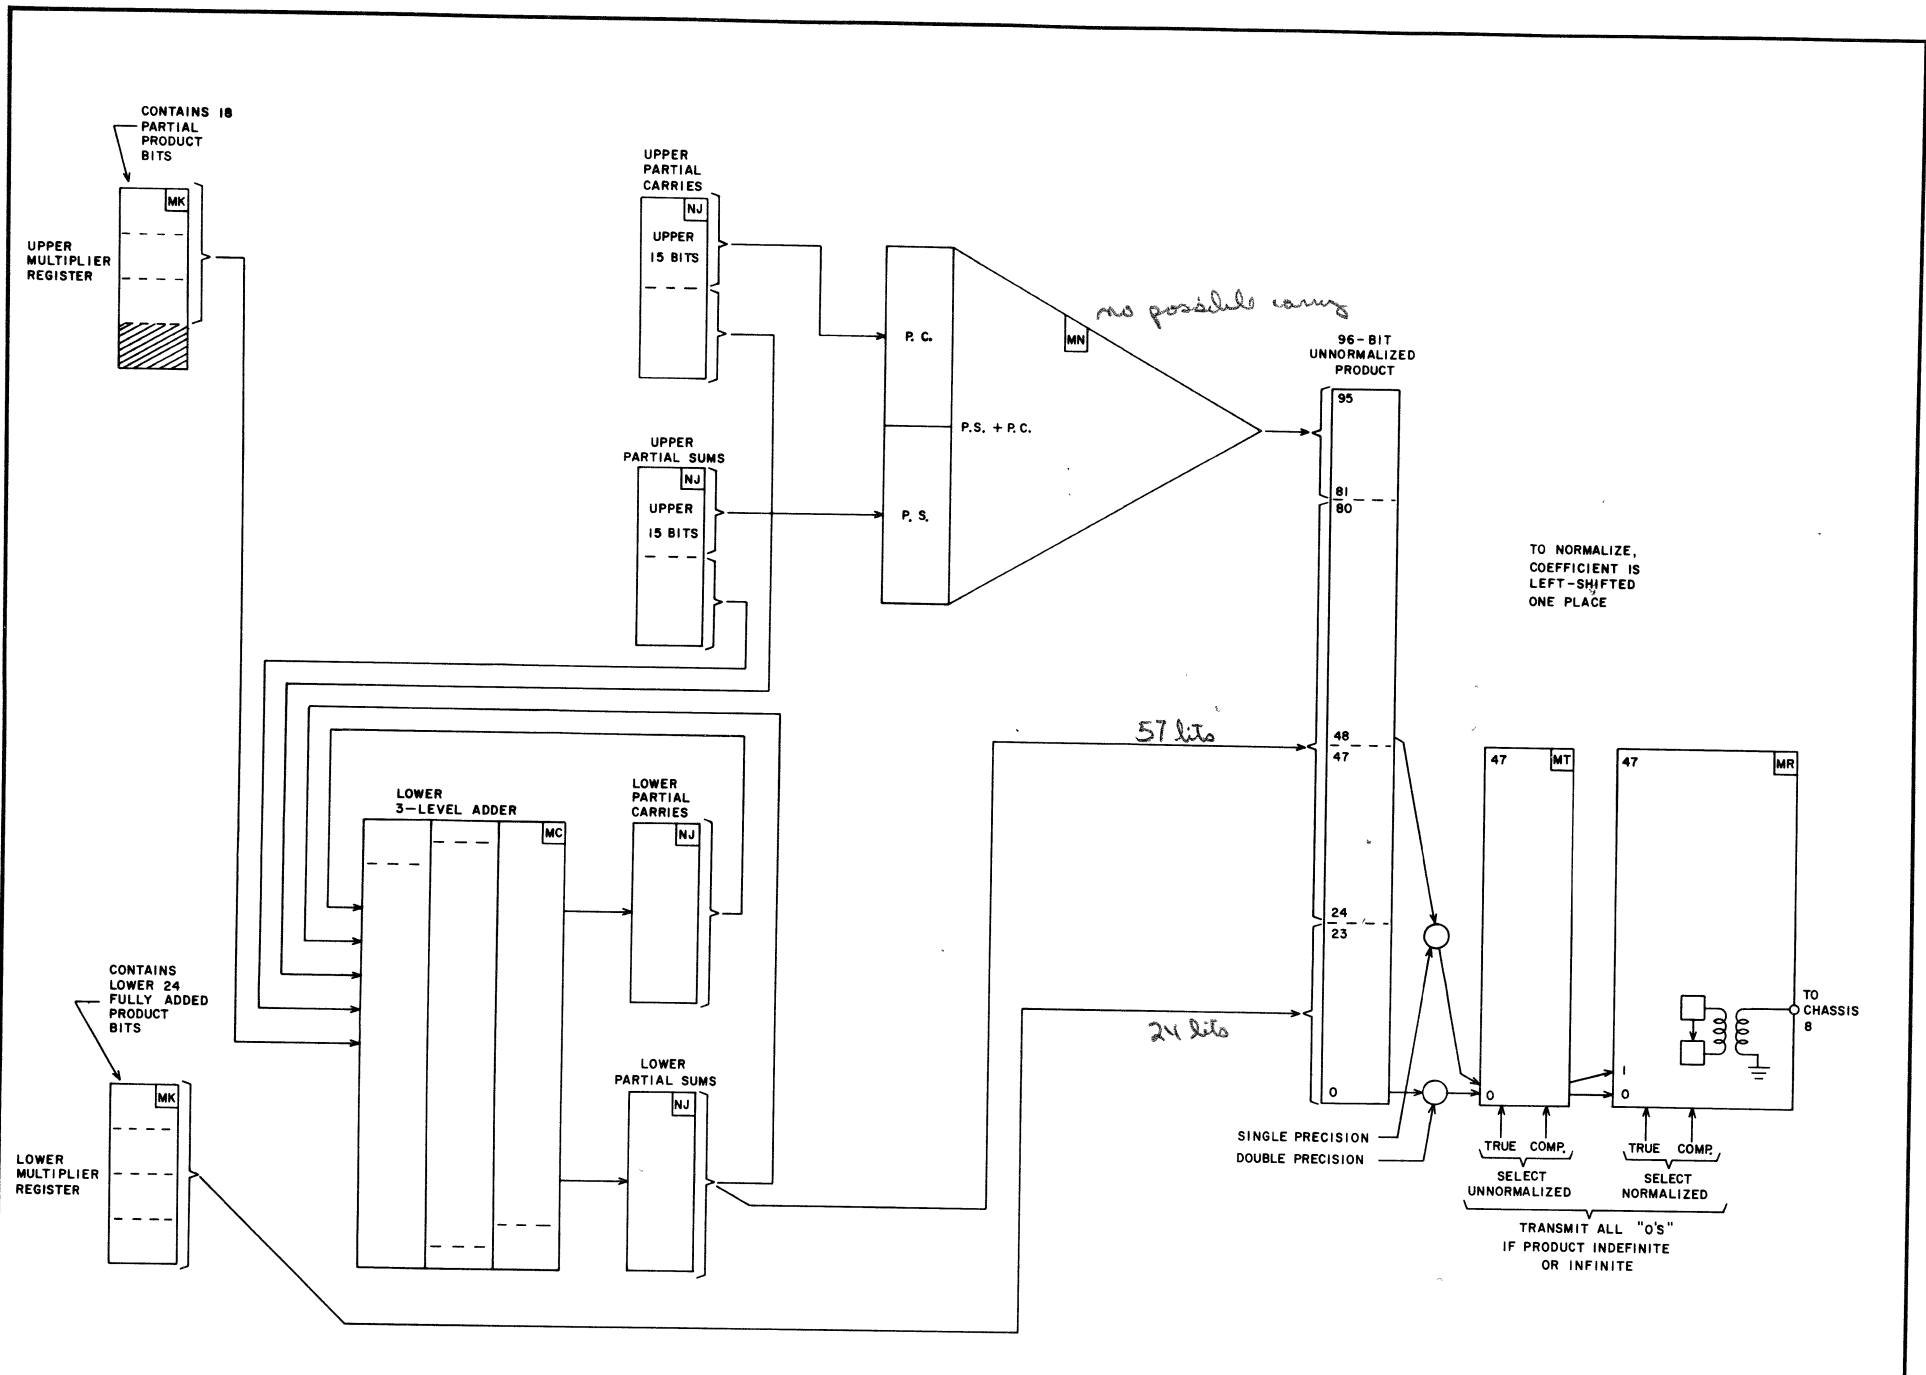 CONTAINS 18
PARTIAL
PRODUCT
BITS
MK
UPPER
MULTIPLIER
REGISTER
UPPER
PARTIAL
CARRIES
NJ
UPPER
15 BITS
UPPER
PARTIAL SUMS
NJ
UPPER
15 BITS
P. C.
P.S. + P.C.
P. S.
MN
no possible carry
96-BIT
UNNORMALIZED
PRODUCT
95
81
80
48
47
24
23
0
TO NORMALIZE,
COEFFICIENT IS
LEFT-SHIFTED
ONE PLACE
57 bits
24 bits
LOWER
3-LEVEL ADDER
MC
LOWER
PARTIAL
CARRIES
NJ
LOWER
PARTIAL SUMS
NJ
CONTAINS
LOWER 24
FULLY ADDED
PRODUCT
BITS
MK
LOWER
MULTIPLIER
REGISTER
47
MT
0
47
MR
1
0
TO
CHASSIS
8
SINGLE PRECISION
DOUBLE PRECISION
TRUE COMP.
SELECT
UNNORMALIZED
TRUE COMP.
SELECT
NORMALIZED
TRANSMIT ALL "O'S"
IF PRODUCT INDEFINITE
OR INFINITE